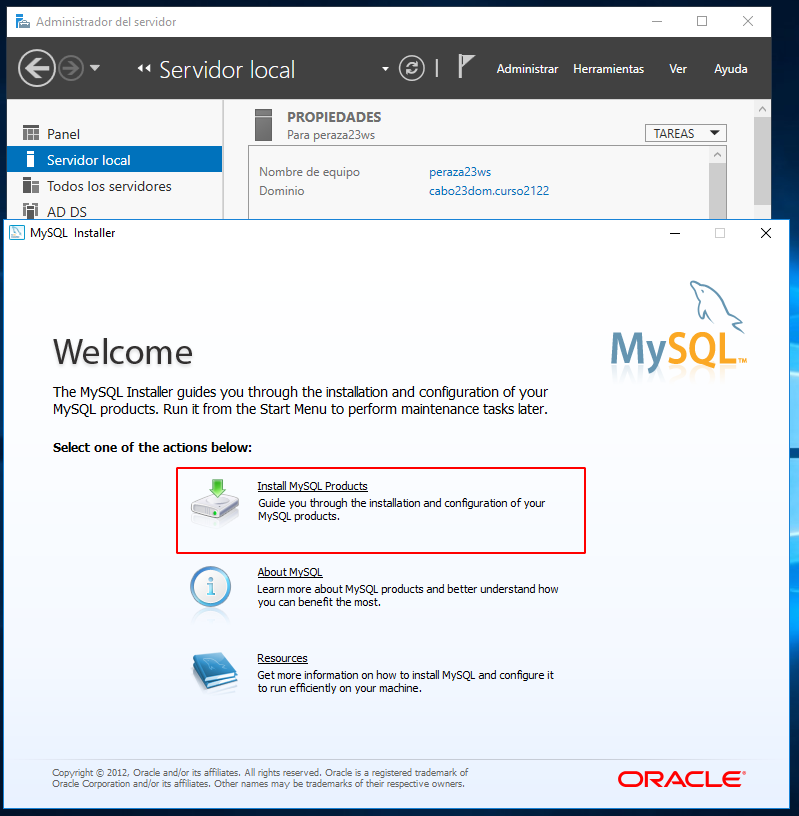 Administrador del servidor
Servidor local
Administrar Herramientas Ver Ayuda
Panel
Servidor local
Todos los servidores
AD DS
PROPIEDADES
Para peraza23ws
TAREAS
Nombre de equipo peraza23ws
Dominio cabo23dom.curso2122
MySQL Installer
MySQL™
Welcome
The MySQL Installer guides you through the installation and configuration of your
MySQL products. Run it from the Start Menu to perform maintenance tasks later.
Select one of the actions below:
Install MySQL Products
Guide you through the installation and configuration of your
MySQL products.
About MySQL
Learn more about MySQL products and better understand how
you can benefit the most.
Resources
Get more information on how to install MySQL and configure it
to run efficiently on your machine.
Copyright © 2012, Oracle and/or its affiliates. All rights reserved. Oracle is a registered trademark of
Oracle Corporation and/or its affiliates. Other names may be trademarks of their respective owners.
ORACLE®